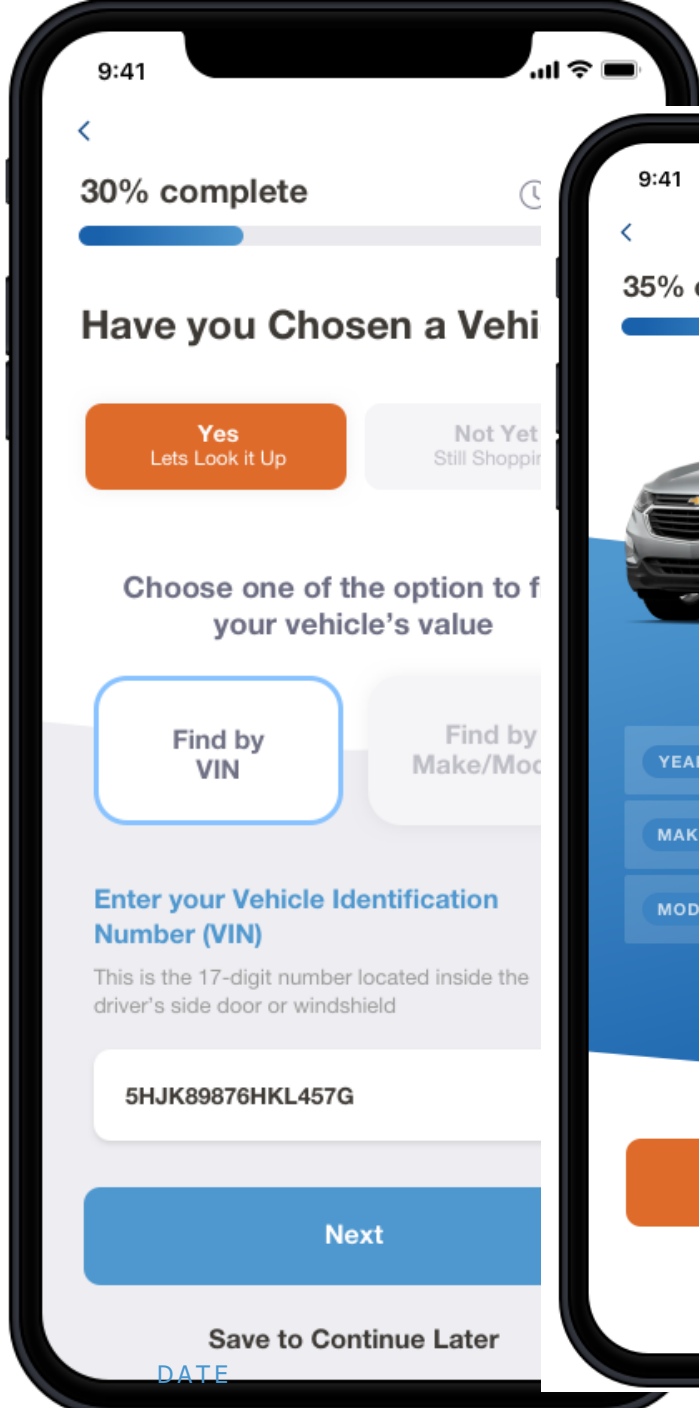 9:41
30% complete
Have you Chosen a Vehi
Yes
Lets Look it Up
Not Yet
Still Shoppin
Choose one of the option to f
your vehicle's value
Find by
VIN
Find by
Make/Mod
Enter your Vehicle Identification
Number (VIN)
This is the 17-digit number located inside the
driver's side door or windshield
5HJK89876HKL457G
Next
Save to Continue Later
DATE
9:41
35%
YEA
MAK
MOD